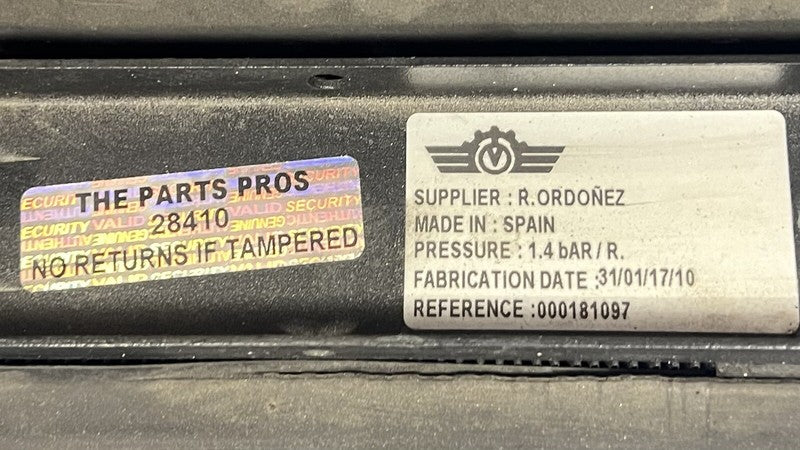 THE PARTS PROS
28410
NO RETURNS IF TAMPERED
V
SUPPLIER : R.ORDOÑEZ
MADE IN : SPAIN
PRESSURE : 1.4 bAR / R.
FABRICATION DATE :31/01/17/10
REFERENCE :000181097